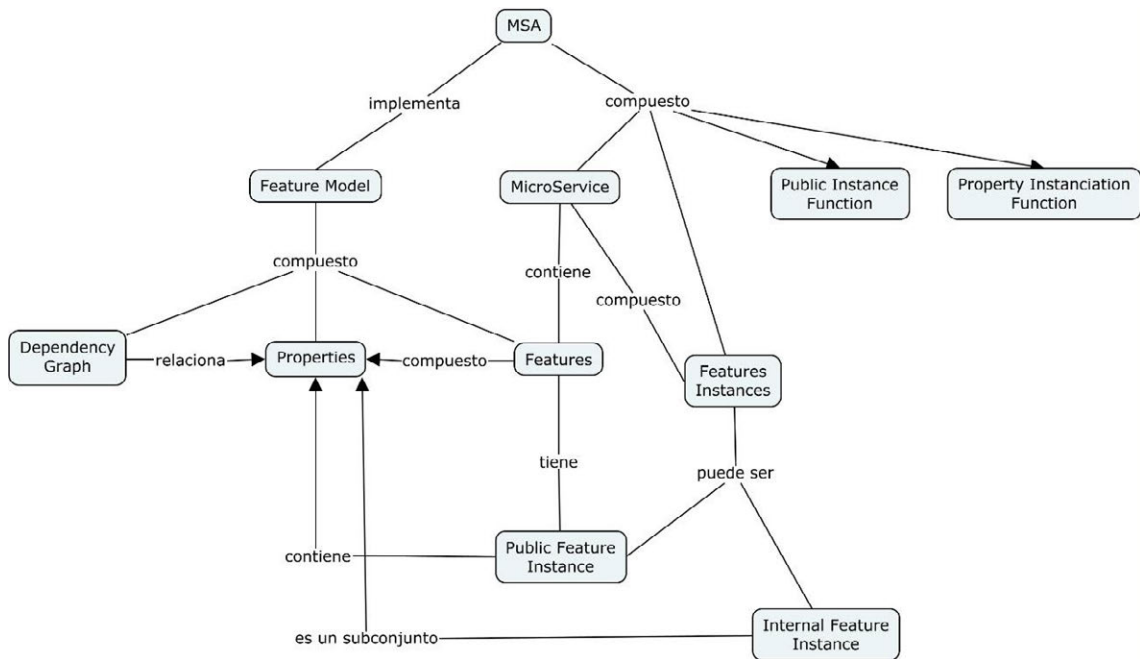 MSA
implementa
compuesto
Feature Model
MicroService
Public Instance
Function
Property Instanciation
Function
compuesto
contiene
compuesto
Dependency
Graph
relaciona
Properties
compuesto
Features
Features
Instances
tiene
puede ser
contiene
Public Feature
Instance
es un subconjunto
Internal Feature
Instance